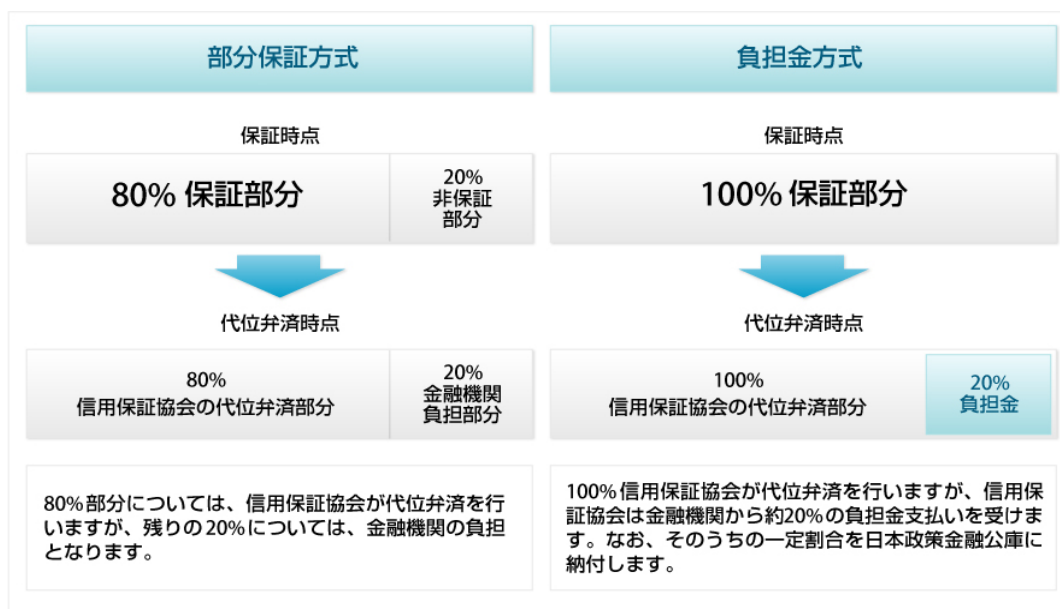 部分保証方式
保証時点
80% 保証部分
20%
非保証
部分
代位弁済時点
80%
信用保証協会の代位弁済部分
20%
金融機関
負担部分
80%部分については、信用保証協会が代位弁済を行
いますが、残りの20%については、金融機関の負担
となります。
負担金方式
保証時点
100% 保証部分
代位弁済時点
100%
信用保証協会の代位弁済部分
20%
負担金
100%信用保証協会が代位弁済を行いますが、信用保
証協会は金融機関から約20%の負担金支払いを受けま
す。なお、そのうちの一定割合を日本政策金融公庫に
納付します。